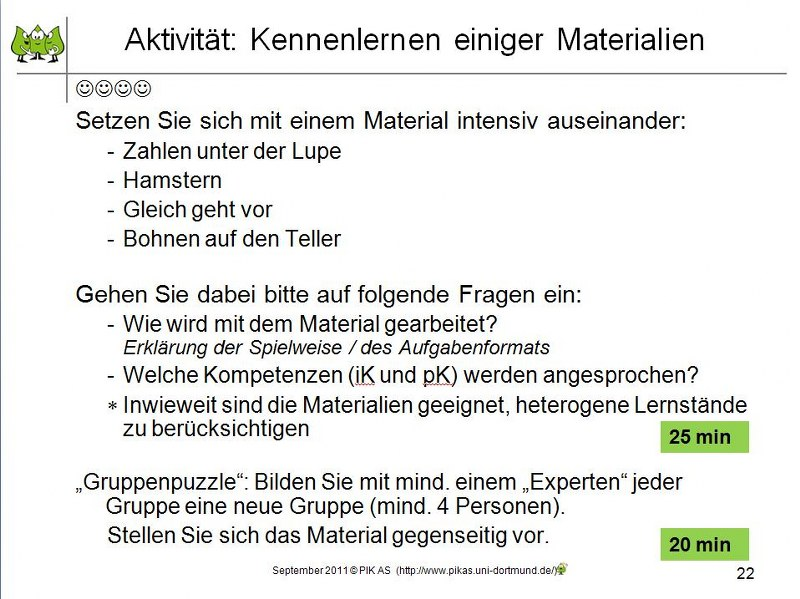 Aktivität: Kennenlernen einiger Materialien
☺☺☺☺
Setzen Sie sich mit einem Material intensiv auseinander:
- Zahlen unter der Lupe
- Hamstern
- Gleich geht vor
- Bohnen auf den Teller
Gehen Sie dabei bitte auf folgende Fragen ein:
- Wie wird mit dem Material gearbeitet?
Erklärung der Spielweise / des Aufgabenformats
- Welche Kompetenzen (iK und pK) werden angesprochen?
* Inwieweit sind die Materialien geeignet, heterogene Lernstände
zu berücksichtigen
25 min
„Gruppenpuzzle“: Bilden Sie mit mind. einem „Experten“ jeder
Gruppe eine neue Gruppe (mind. 4 Personen).
Stellen Sie sich das Material gegenseitig vor.
20 min
September 2011 © PIK AS (http://www.pikas.uni-dortmund.de/)
22